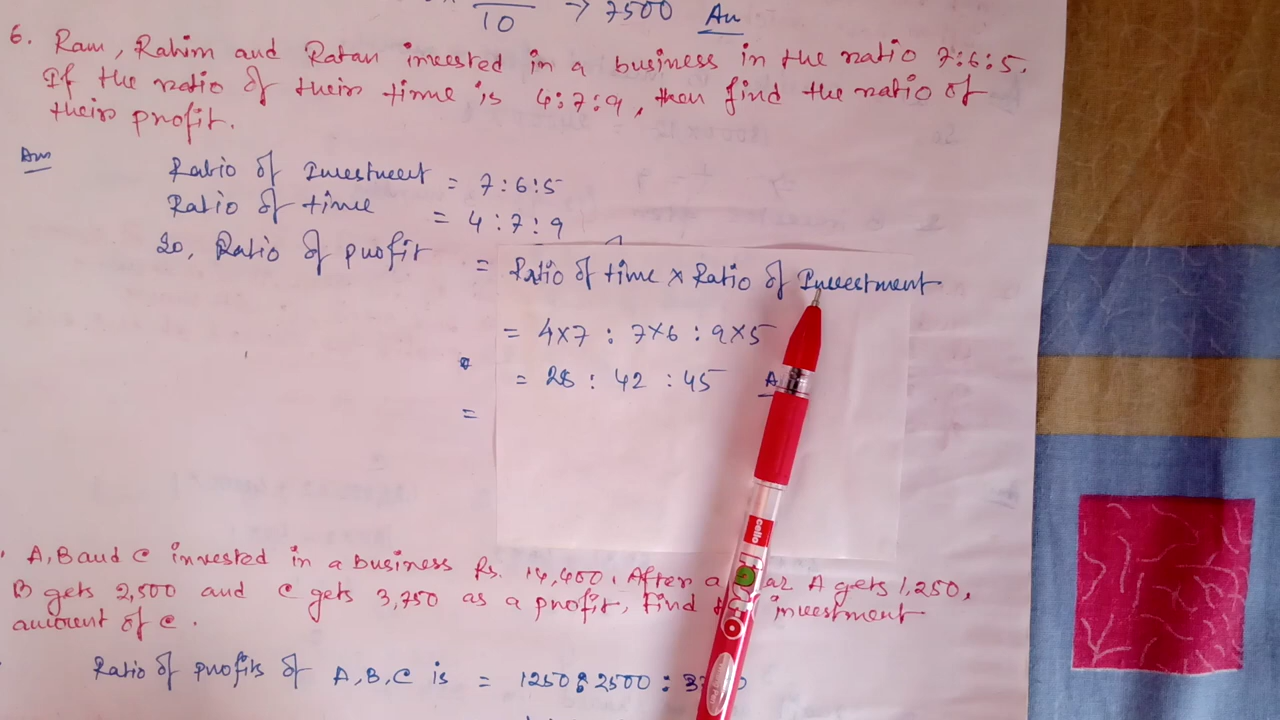 10 → 7500 Ans
6. Ram, Rahim and Ratan invested in a business in the ratio 7:6:5.
If the ratio of their time is 4:7:9, then find the ratio of
their profit.
Ans
Ratio of Investment = 7:6:5
Ratio of time = 4:7:9
So, Ratio of profit = Ratio of time × Ratio of Investment
= 4×7 : 7×6 : 9×5
= 28 : 42 : 45
=
A, B and C invested in a business Rs. 14,400. After a A gets 1,250,
B gets 2,500 and C gets 3,750 as a profit, Find investment
amount of C.
Ratio of profits of A, B, C is = 1250 : 2500 :
cello